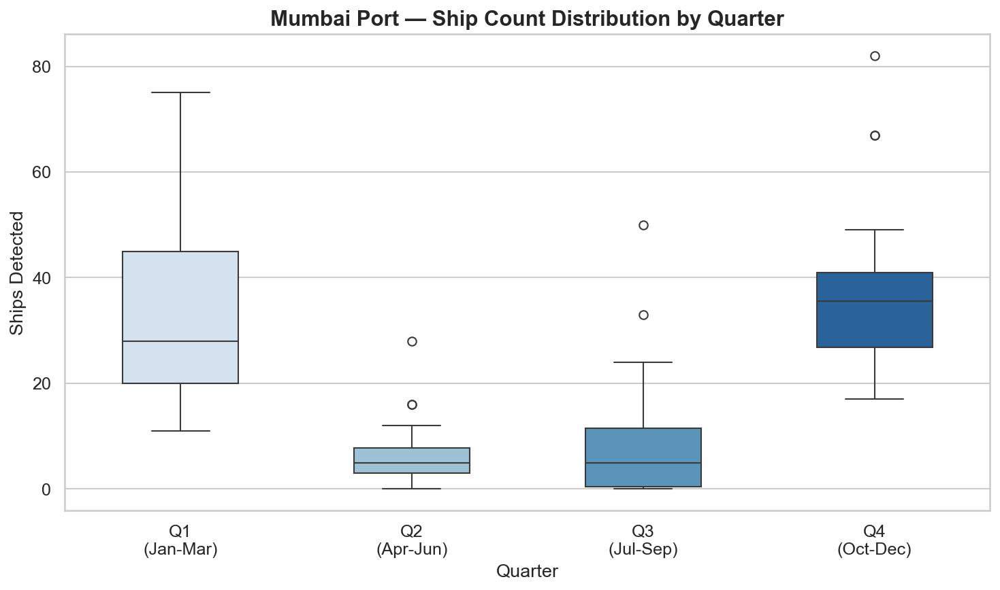 Mumbai Port — Ship Count Distribution by Quarter
Ships Detected
80
60
40
20
0
Q1
(Jan-Mar)
Q2
(Apr-Jun)
Q3
(Jul-Sep)
Q4
(Oct-Dec)
Quarter